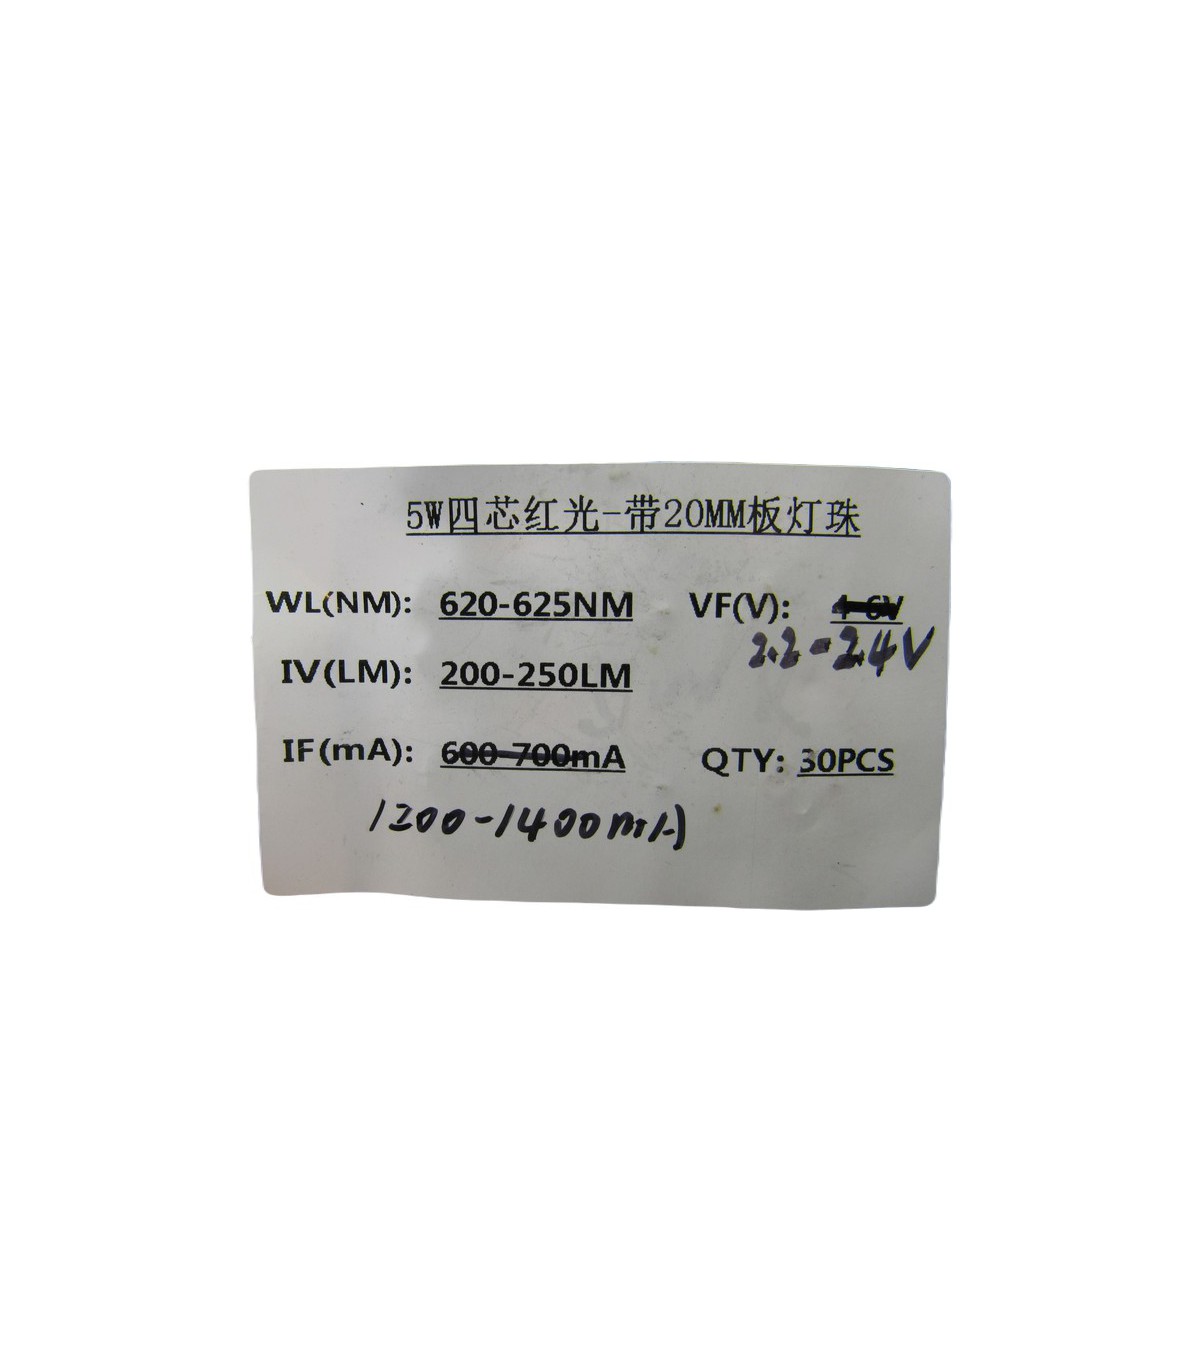 5W四芯红光-带20MM板灯珠
WL(NM): 620-625NM VF(V): 4-6V
2.2-2.4V
IV(LM): 200-250LM
IF(mA): 600-700mA QTY: 30PCS
1200-1400mA